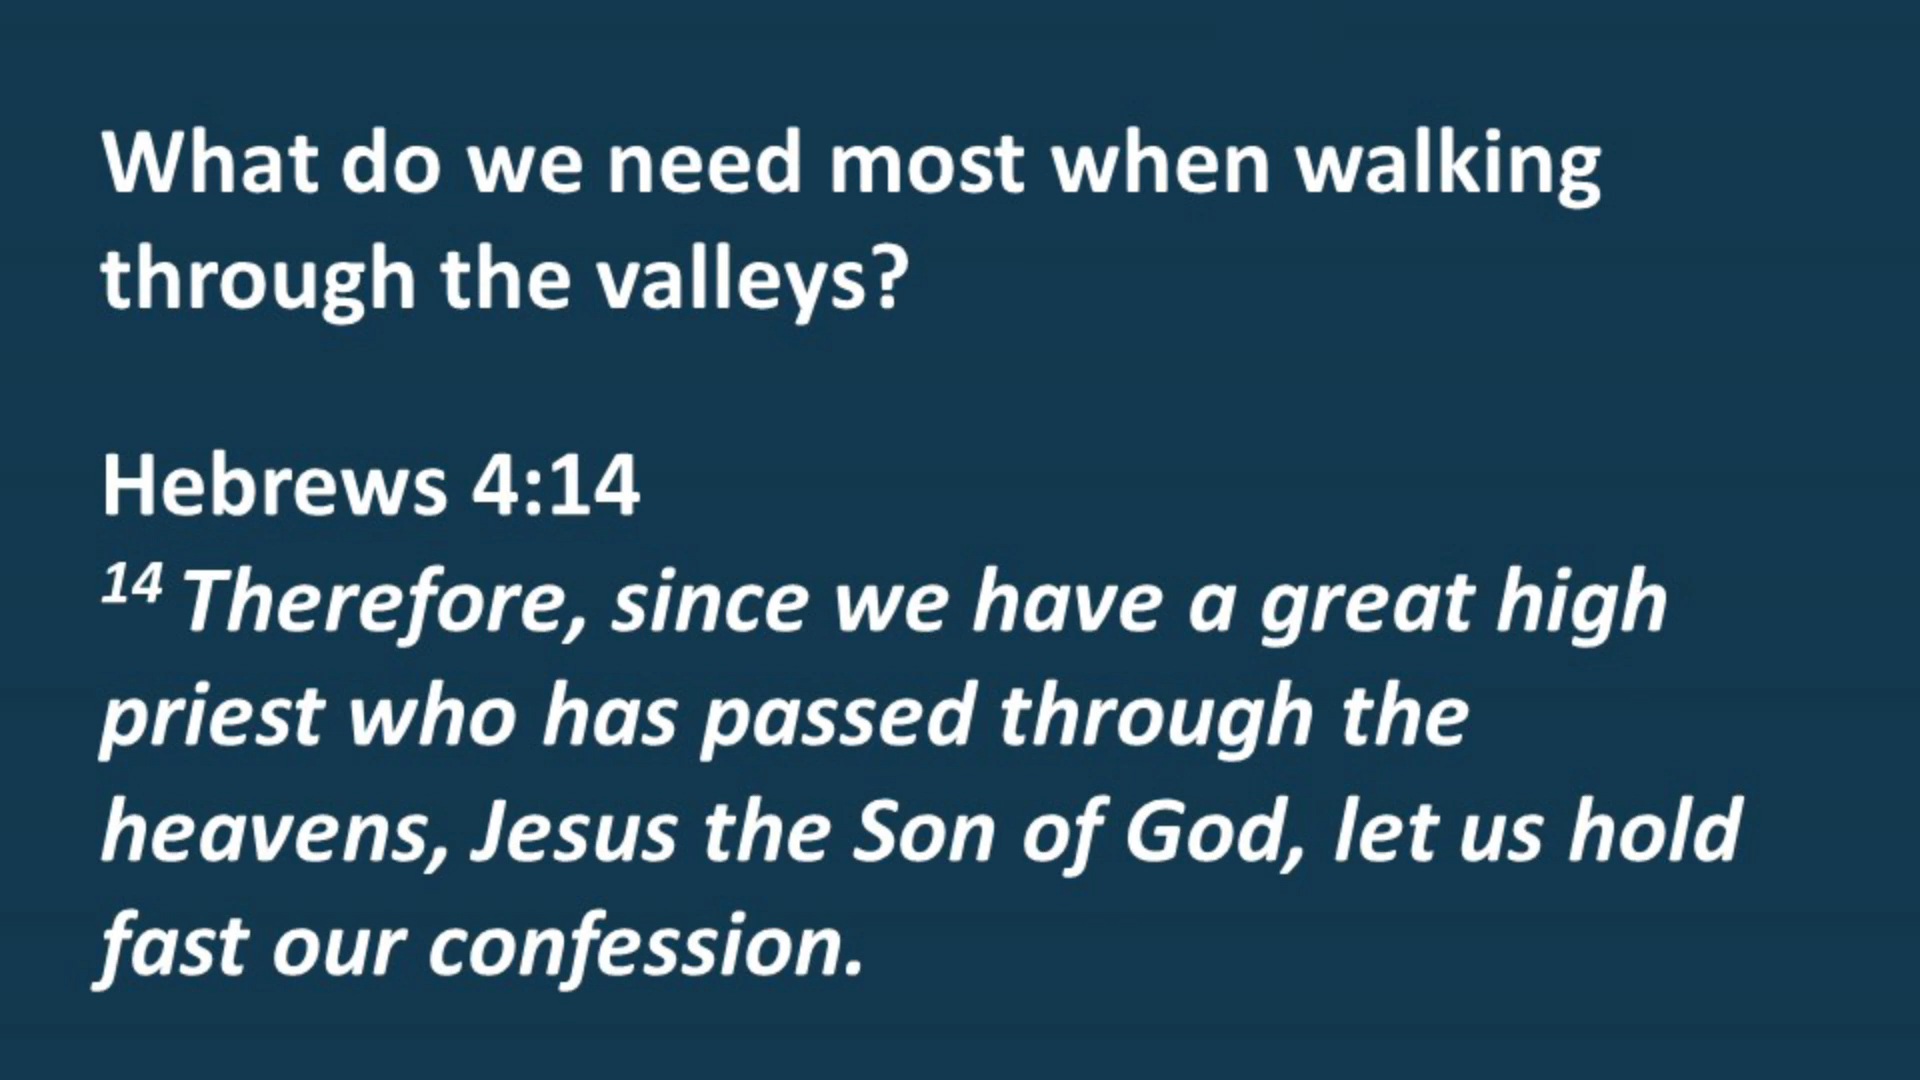 What do we need most when walking
through the valleys?
Hebrews 4:14
14 Therefore, since we have a great high
priest who has passed through the
heavens, Jesus the Son of God, let us hold
fast our confession.